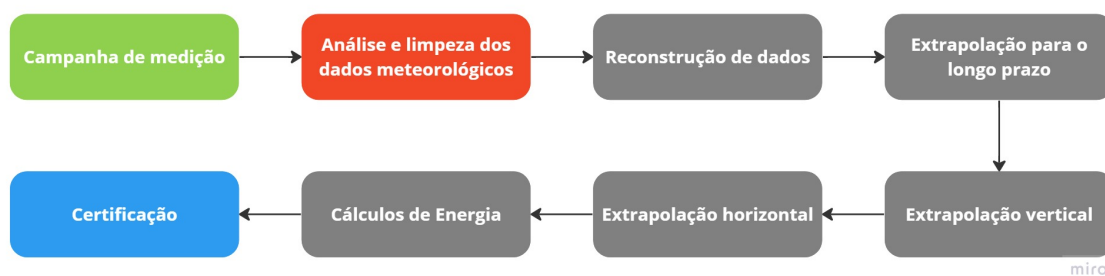 Campanha de medição
Análise e limpeza dos
dados meteorológicos
Reconstrução de dados
Extrapolação para o
longo prazo
Certificação
Cálculos de Energia
Extrapolação horizontal
Extrapolação vertical
miro